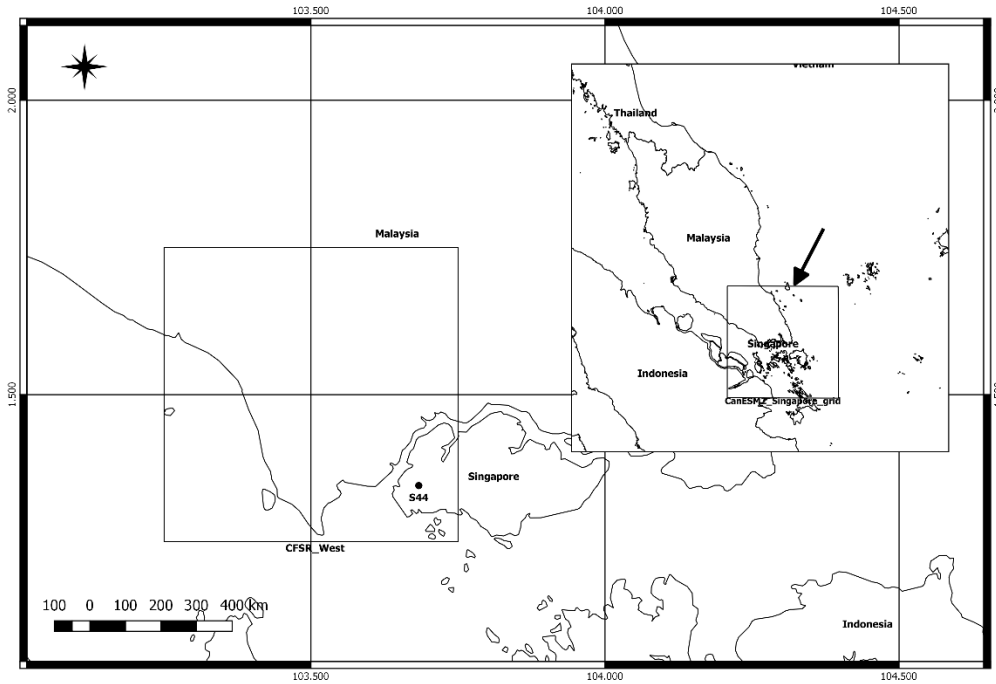 103.500
104.000
104.500
2.000
Vietnam
Thailand
Malaysia
Malaysia
Singapore
Indonesia
CanESM2_Singapore_grid
1.500
Singapore
S44
CFSR_West
100 0 100 200 300 400 km
Indonesia
103.500
104.000
104.500